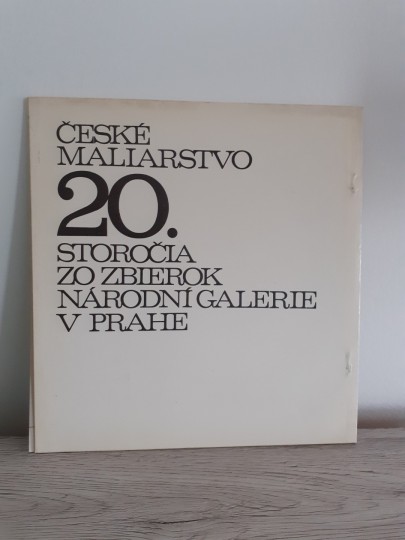 ČESKÉ
MALIARSTVO
20.
STOROČIA
ZO ZBIEROK
NÁRODNÍ GALERIE
V PRAHE